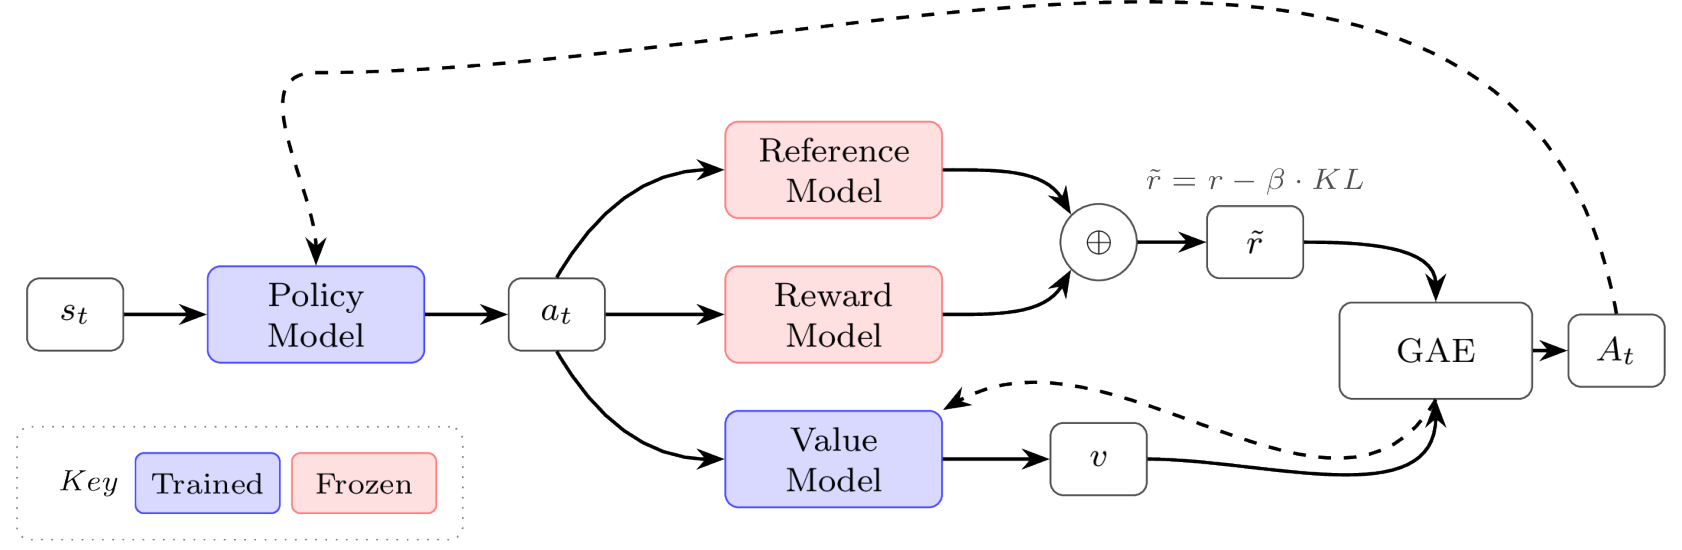 Reference
Model
r̃ = r − β · KL
⊕
r̃
s_t
Policy
Model
a_t
Reward
Model
GAE
A_t
Value
Model
v
Key
Trained
Frozen